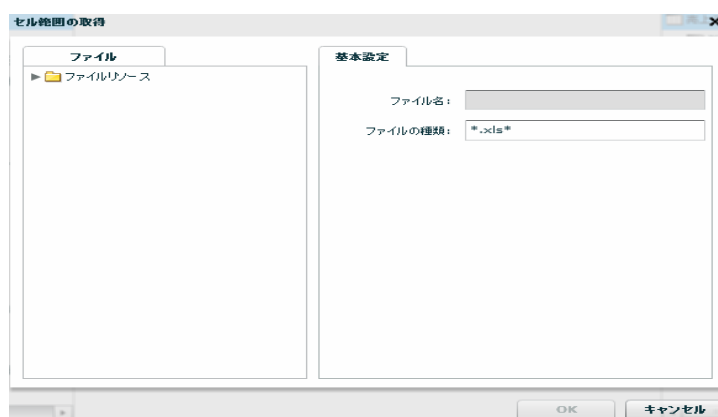 セル範囲の取得
ファイル
ファイルリソース
基本設定
ファイル名:
ファイルの種類:
*.xls*
OK
キャンセル